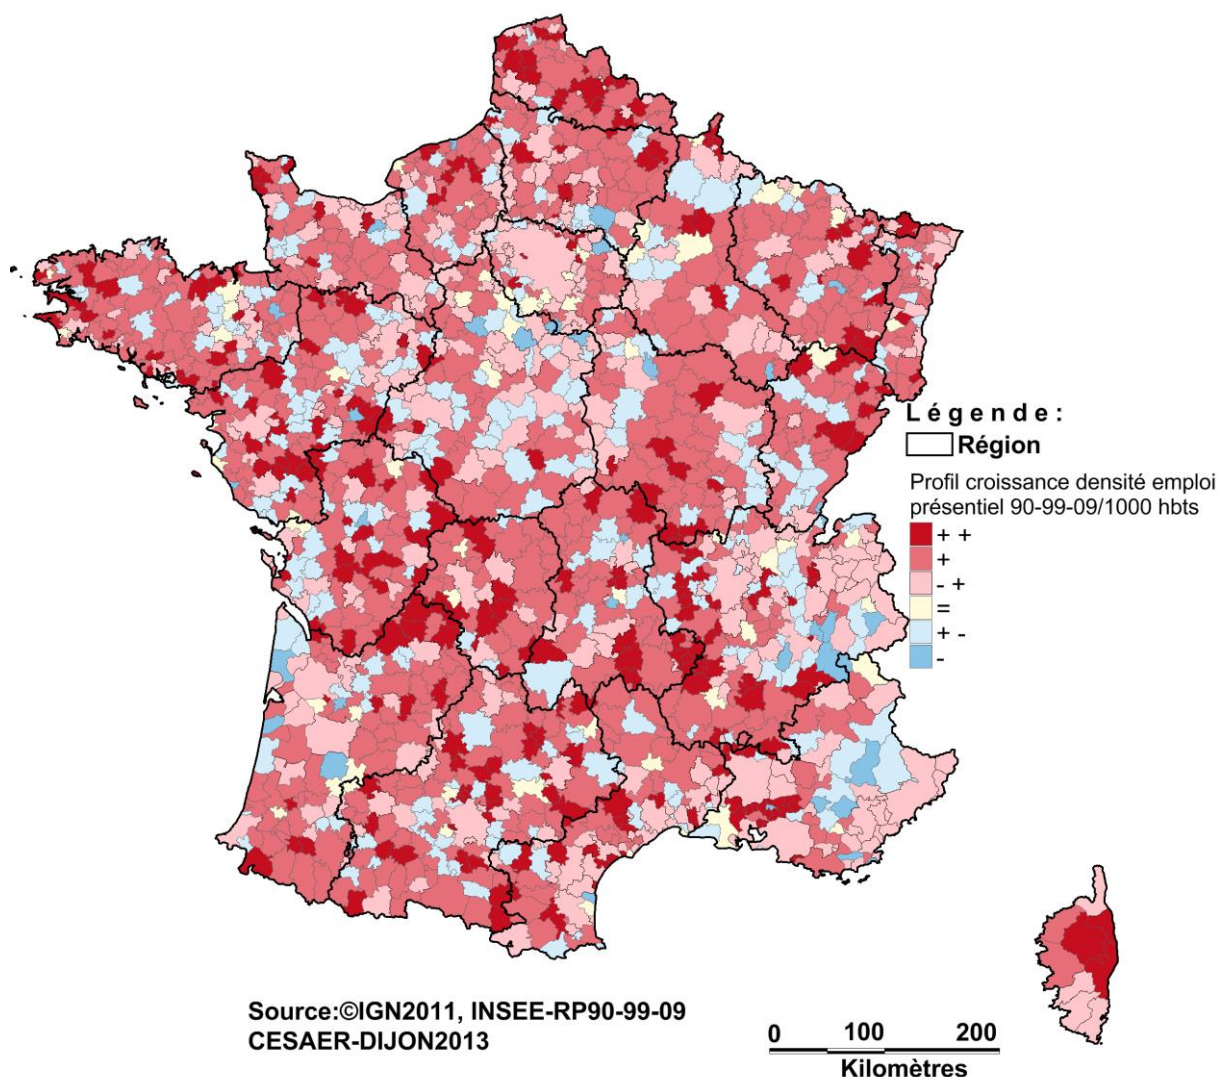 Légende:
Région
Profil croissance densité emploi
présentiel 90-99-09/1000 hbts
+ +
+
- +
=
+ -
-
Source:©IGN2011, INSEE-RP90-99-09
CESAER-DIJON2013
0 100 200
Kilomètres